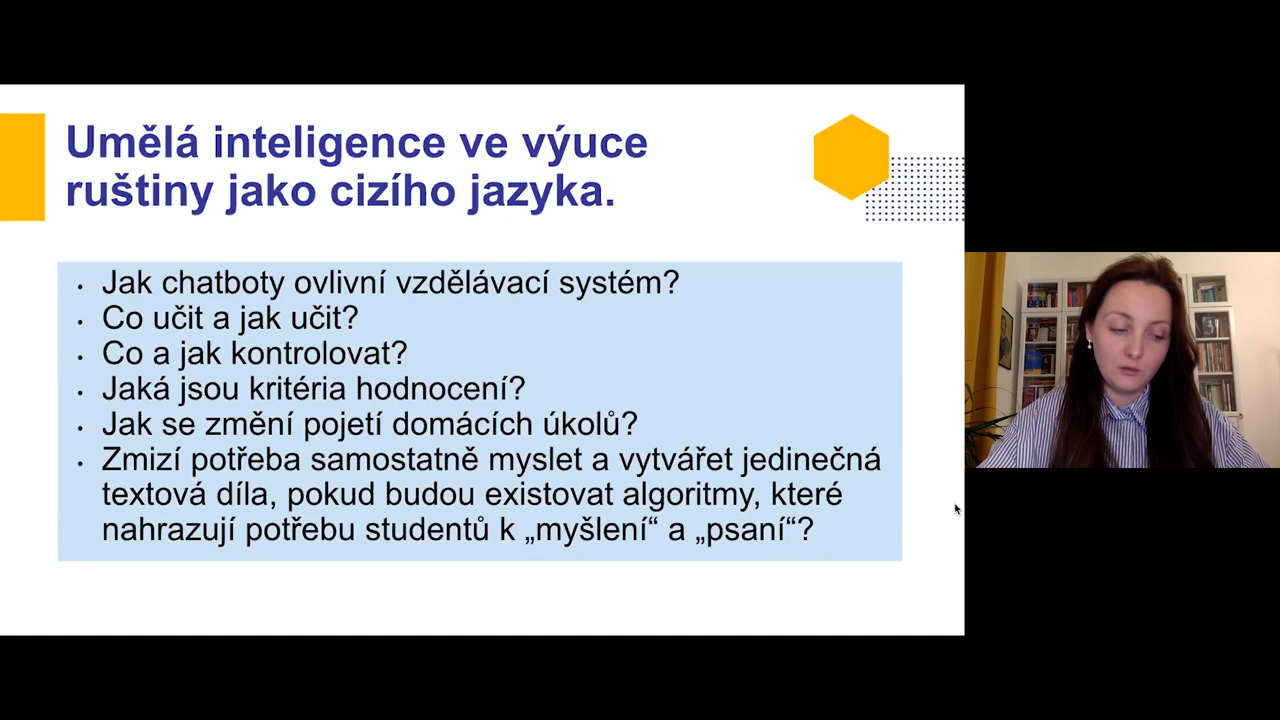 Umělá inteligence ve výuce
ruštiny jako cizího jazyka.
• Jak chatboty ovlivní vzdělávací systém?
• Co učit a jak učit?
• Co a jak kontrolovat?
• Jaká jsou kritéria hodnocení?
• Jak se změní pojetí domácích úkolů?
• Zmizí potřeba samostatně myslet a vytvářet jedinečná
textová díla, pokud budou existovat algoritmy, které
nahrazují potřebu studentů k „myšlení“ a „psaní“?